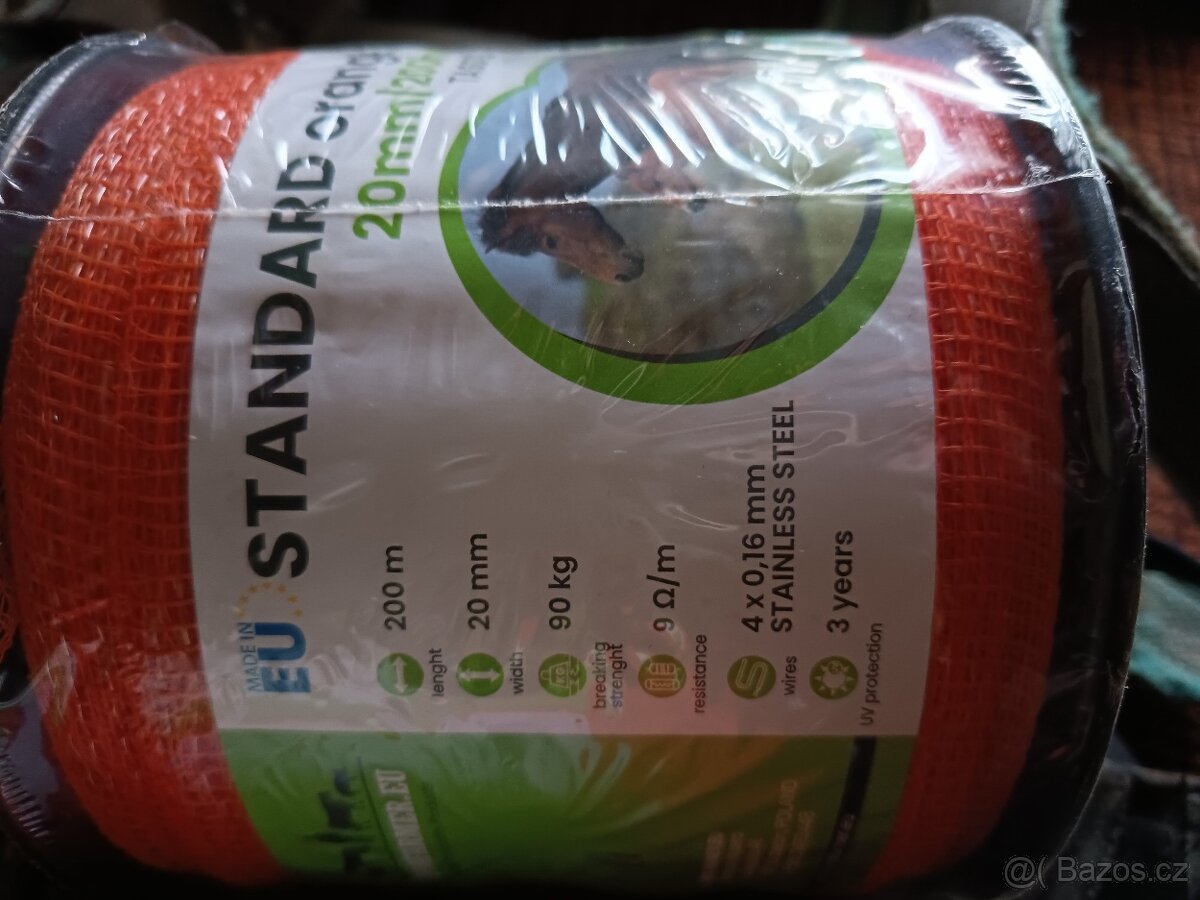 MADE IN
EU
STANDARD orange
20mm/200m
200 m
lenght
20 mm
width
90 kg
breaking
strenght
9 Ω/m
resistance
4 x 0,16 mm
STAINLESS STEEL
wires
3 years
UV protection
POLAND
@( Bazos.cz